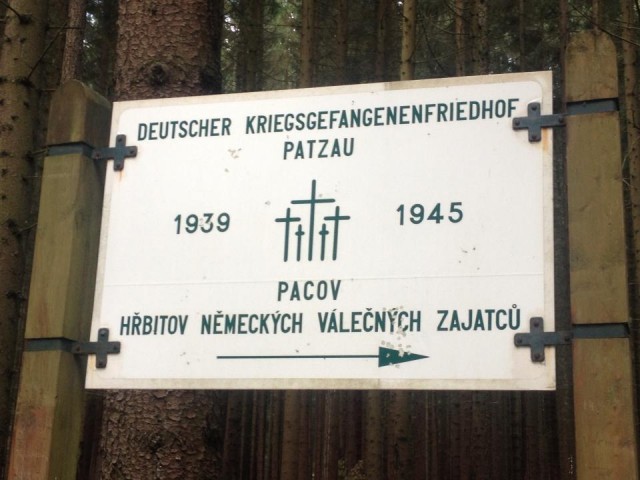 DEUTSCHER KRIEGSGEFANGENENFRIEDHOF
PATZAU
1939 1945
PACOV
HŘBITOV NĚMECKÝCH VÁLEČNÝCH ZAJATCŮ